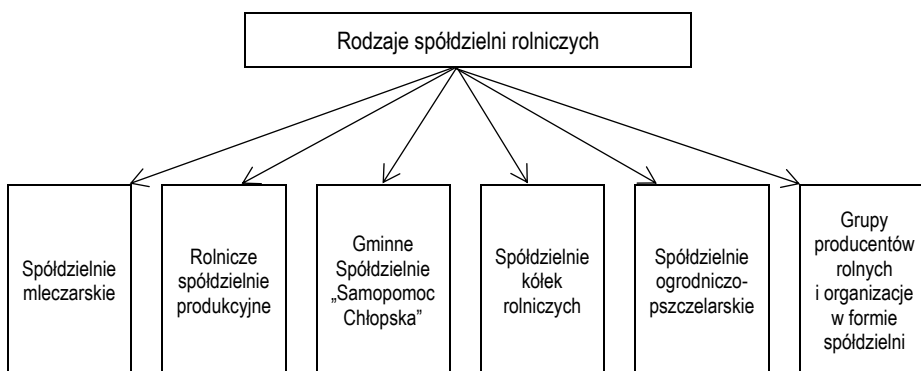 Rodzaje spółdzielni rolniczych
Spółdzielnie
mleczarskie
Rolnicze
spółdzielnie
produkcyjne
Gminne
Spółdzielnie
„Samopomoc
Chłopska”
Spółdzielnie
kółek
rolniczych
Spółdzielnie
ogrodniczo-
pszczelarskie
Grupy
producentów
rolnych
i organizacje
w formie
spółdzielni